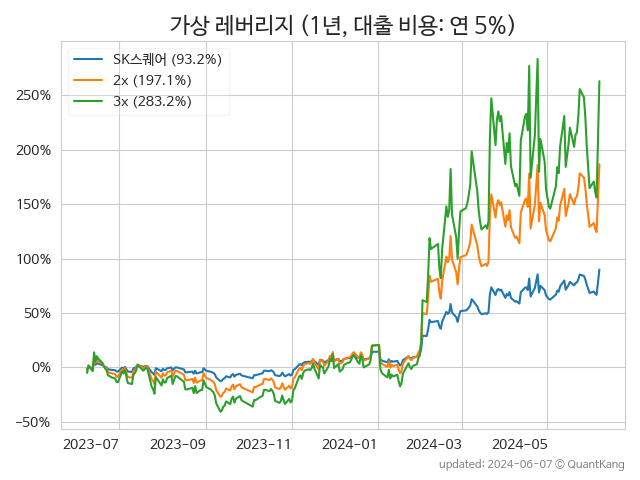 가상 레버리지 (1년, 대출 비용: 연 5%)
SK스퀘어 (93.2%)
2x (197.1%)
3x (283.2%)
250%
200%
150%
100%
50%
0%
−50%
2023-07 2023-09 2023-11 2024-01 2024-03 2024-05
updated: 2024-06-07 © QuantKang